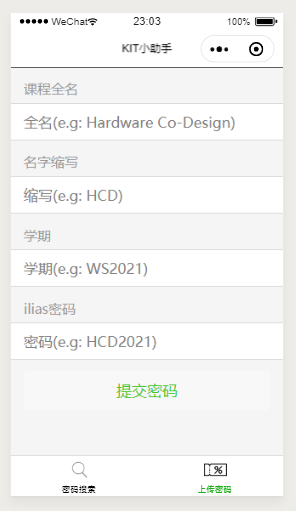 WeChat
23:03
100%
KIT小助手
课程全名
全名(e.g: Hardware Co-Design)
名字缩写
缩写(e.g: HCD)
学期
学期(e.g: WS2021)
ilias密码
密码(e.g: HCD2021)
提交密码
密码搜索
上传密码